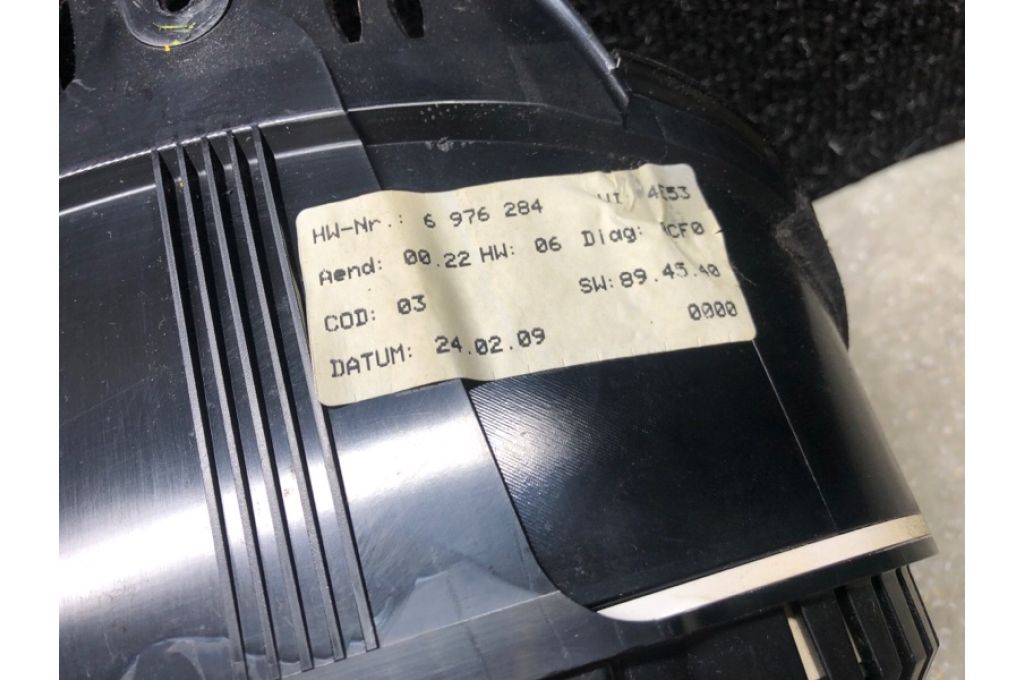 HW-Nr.: 6 976 284
Aend: 00.22 HW: 06 Diag:
COD: 03 SW: 89.45.40
DATUM: 24.02.09 0000